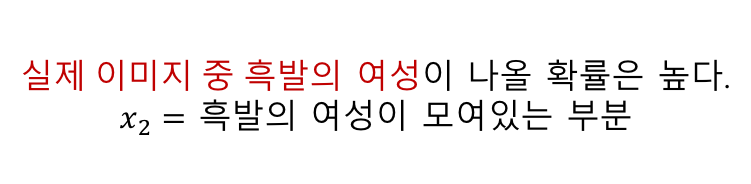 실제 이미지 중 흑발의 여성이 나올 확률은 높다.
𝑥₂ = 흑발의 여성이 모여있는 부분